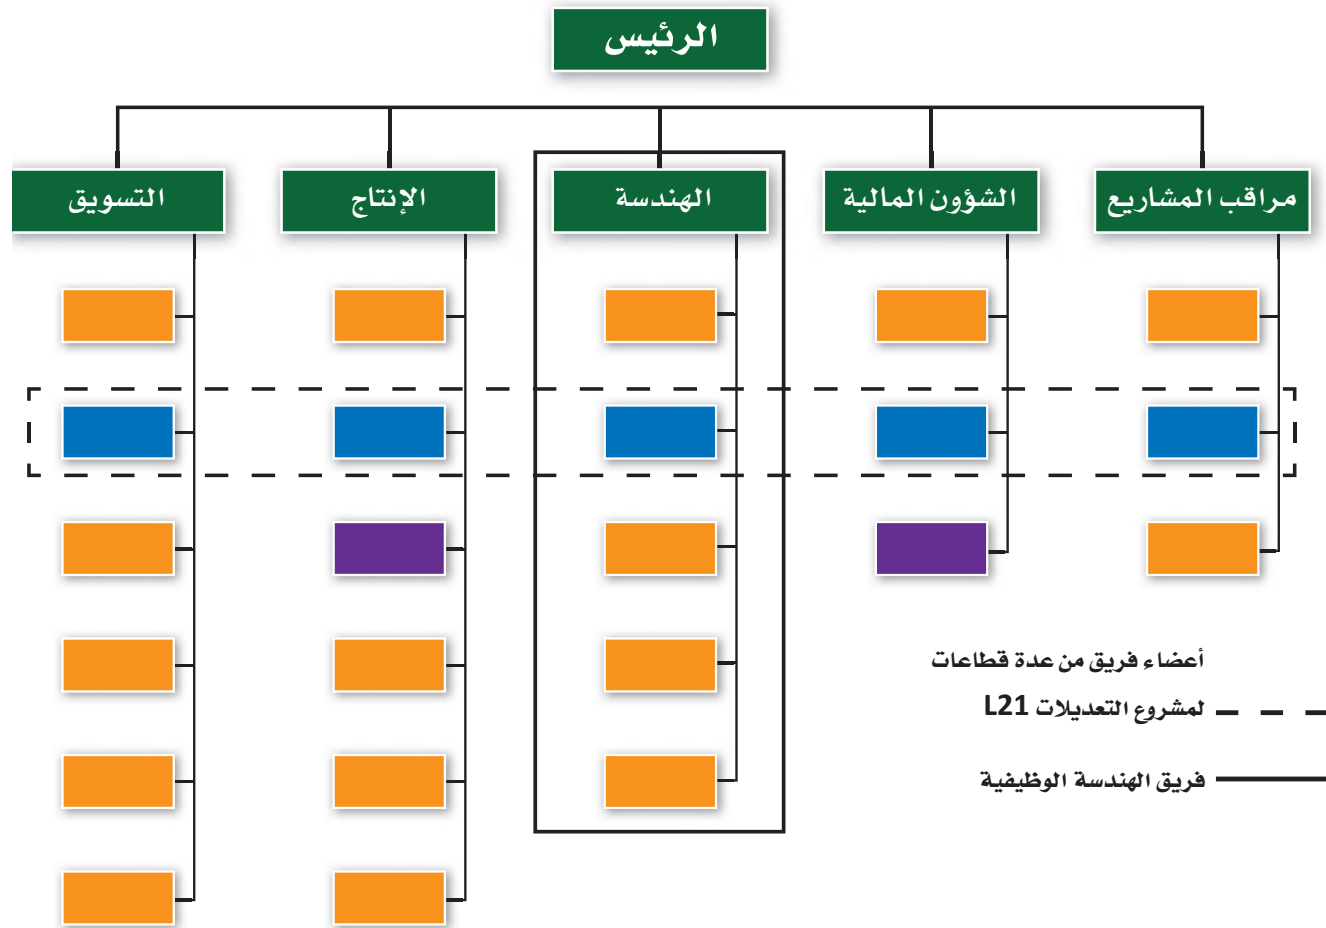 الرئيس
مراقب المشاريع
الشؤون المالية
الهندسة
الإنتاج
التسويق
أعضاء فريق من عدة قطاعات
لمشروع التعديلات L21
فريق الهندسة الوظيفية